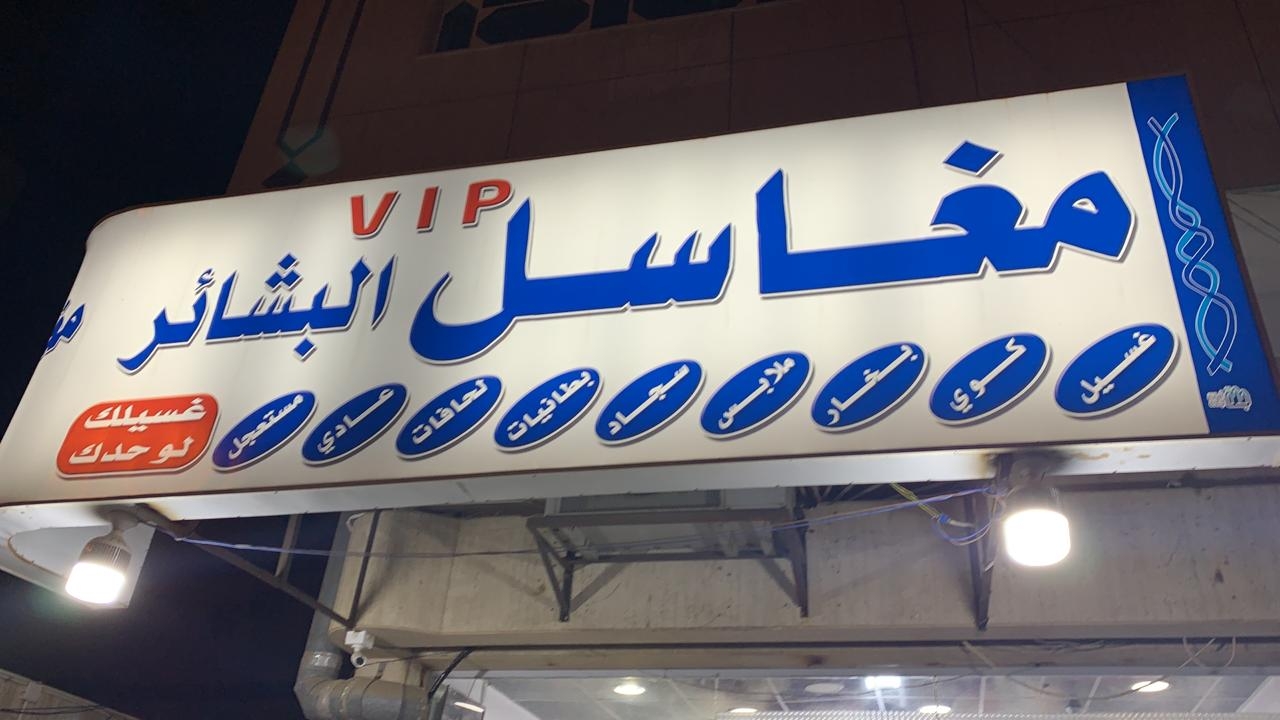 مغاسل البشائر VIP
غسيل كوي بخار ملابس سجاد بطانيات لحافات عادي مستعجل
غسيلك
لوحدك